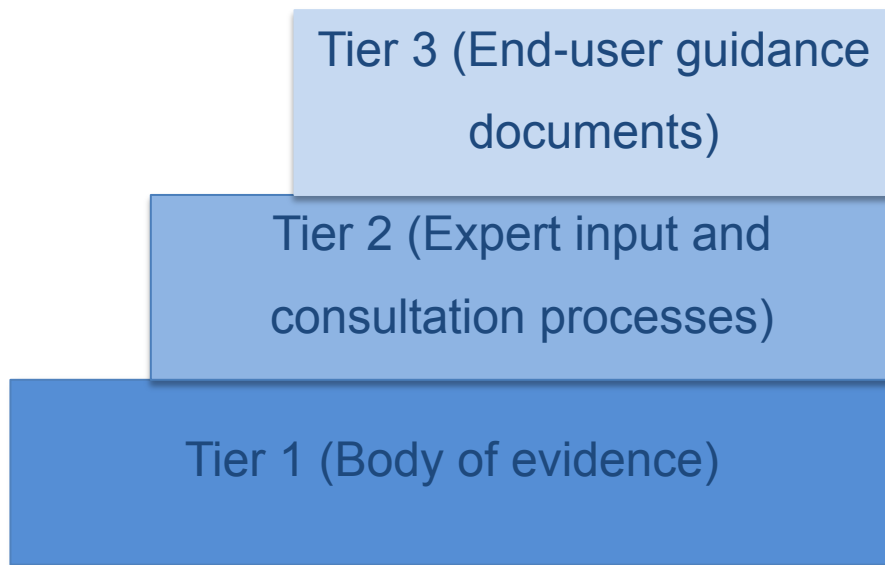 Tier 3 (End-user guidance
documents)
Tier 2 (Expert input and
consultation processes)
Tier 1 (Body of evidence)